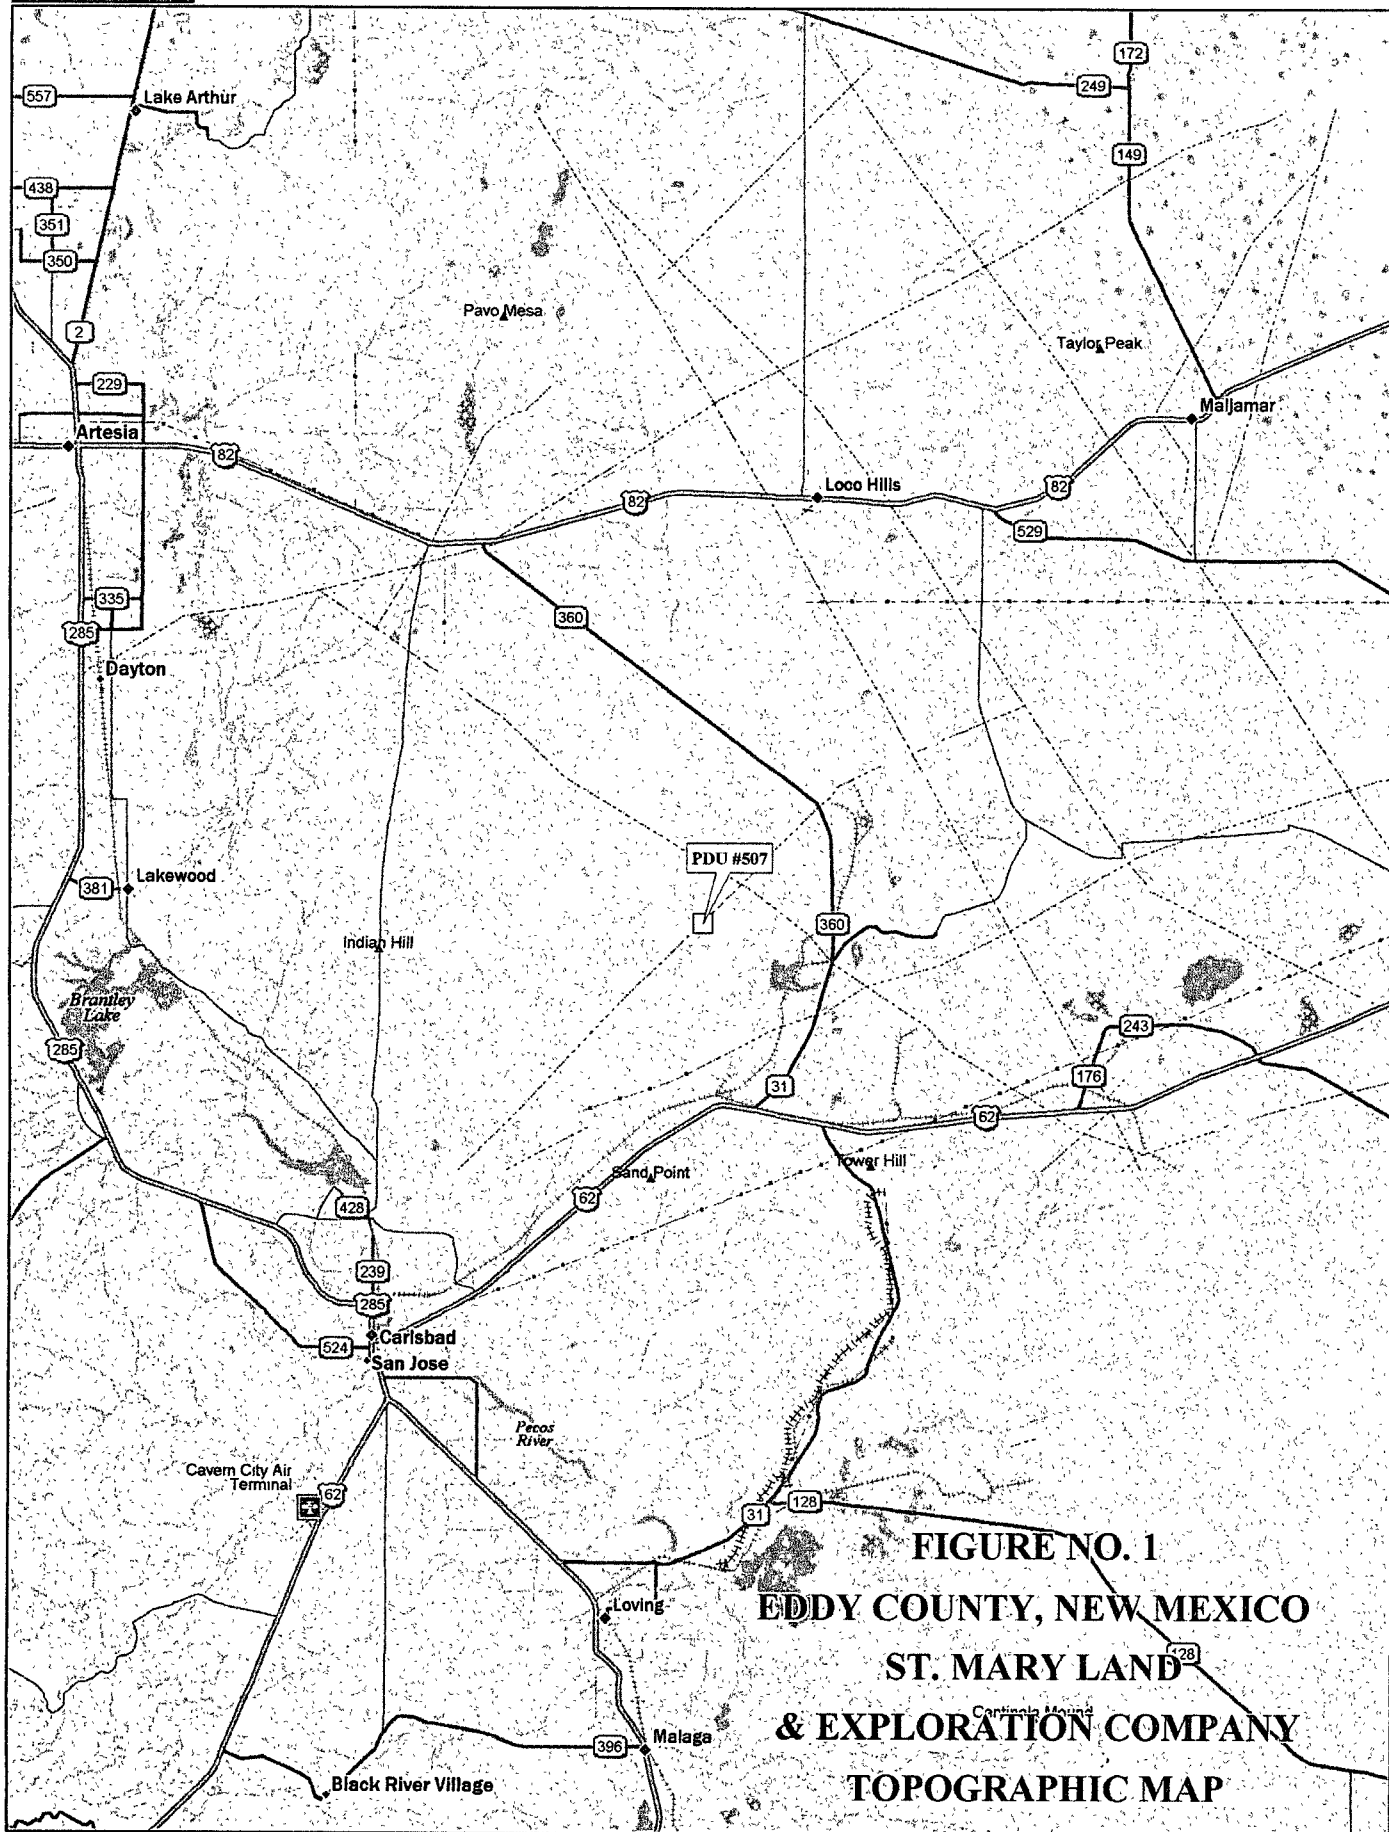 172
249
557
Lake Arthur
149
438
351
350
Pavo Mesa
2
Taylor Peak
229
Maljamar
Artesia
82
Loco Hills
82
82
529
335
360
285
Dayton
PDU #507
381
Lakewood
360
Indian Hill
Brantley
Lake
243
285
176
31
62
Sand Point
Tower Hill
62
428
239
285
Carlsbad
524
San Jose
Pecos
River
Cavern City Air
Terminal
62
128
31
FIGURE NO. 1
Loving
EDDY COUNTY, NEW MEXICO
128
ST. MARY LAND
& EXPLORATION COMPANY
Malaga
396
Black River Village
TOPOGRAPHIC MAP